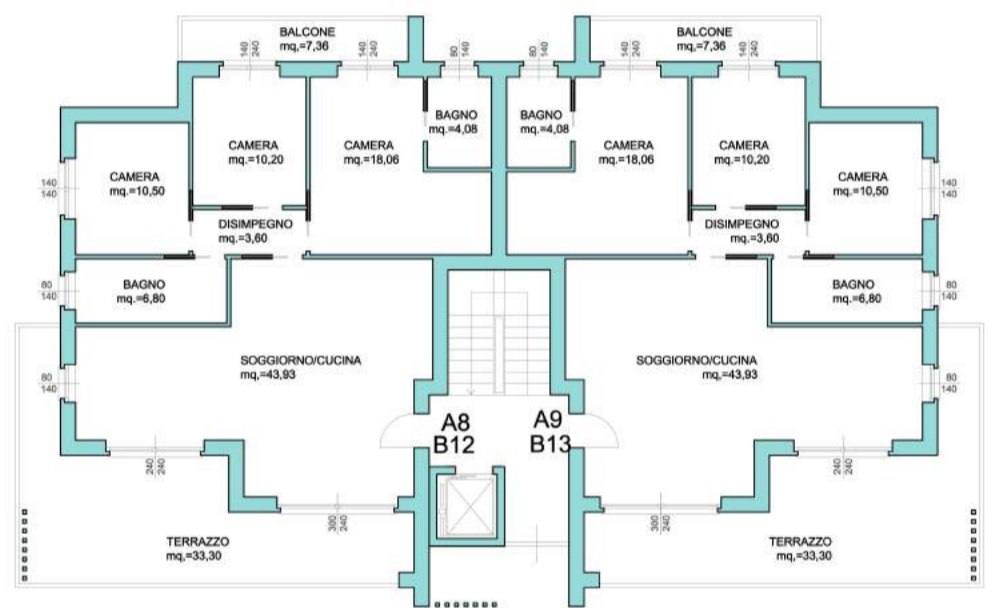 BALCONE
mq,=7,36
BALCONE
mq,=7,36
140
240
140
240
80
140
80
140
140
240
140
240
BAGNO
mq.=4,08
BAGNO
mq.=4,08
CAMERA
mq.=10,20
CAMERA
mq.=18,06
CAMERA
mq.=18,06
CAMERA
mq.=10,20
CAMERA
mq.=10,50
CAMERA
mq.=10,50
140
140
140
140
DISIMPEGNO
mq.=3,60
DISIMPEGNO
mq.=3,60
BAGNO
mq.=6,80
BAGNO
mq.=6,80
80
140
80
140
SOGGIORNO/CUCINA
mq,=43,93
SOGGIORNO/CUCINA
mq,=43,93
80
140
80
140
A8
B12
A9
B13
240
240
240
240
300
240
300
240
TERRAZZO
mq,=33,30
TERRAZZO
mq,=33,30